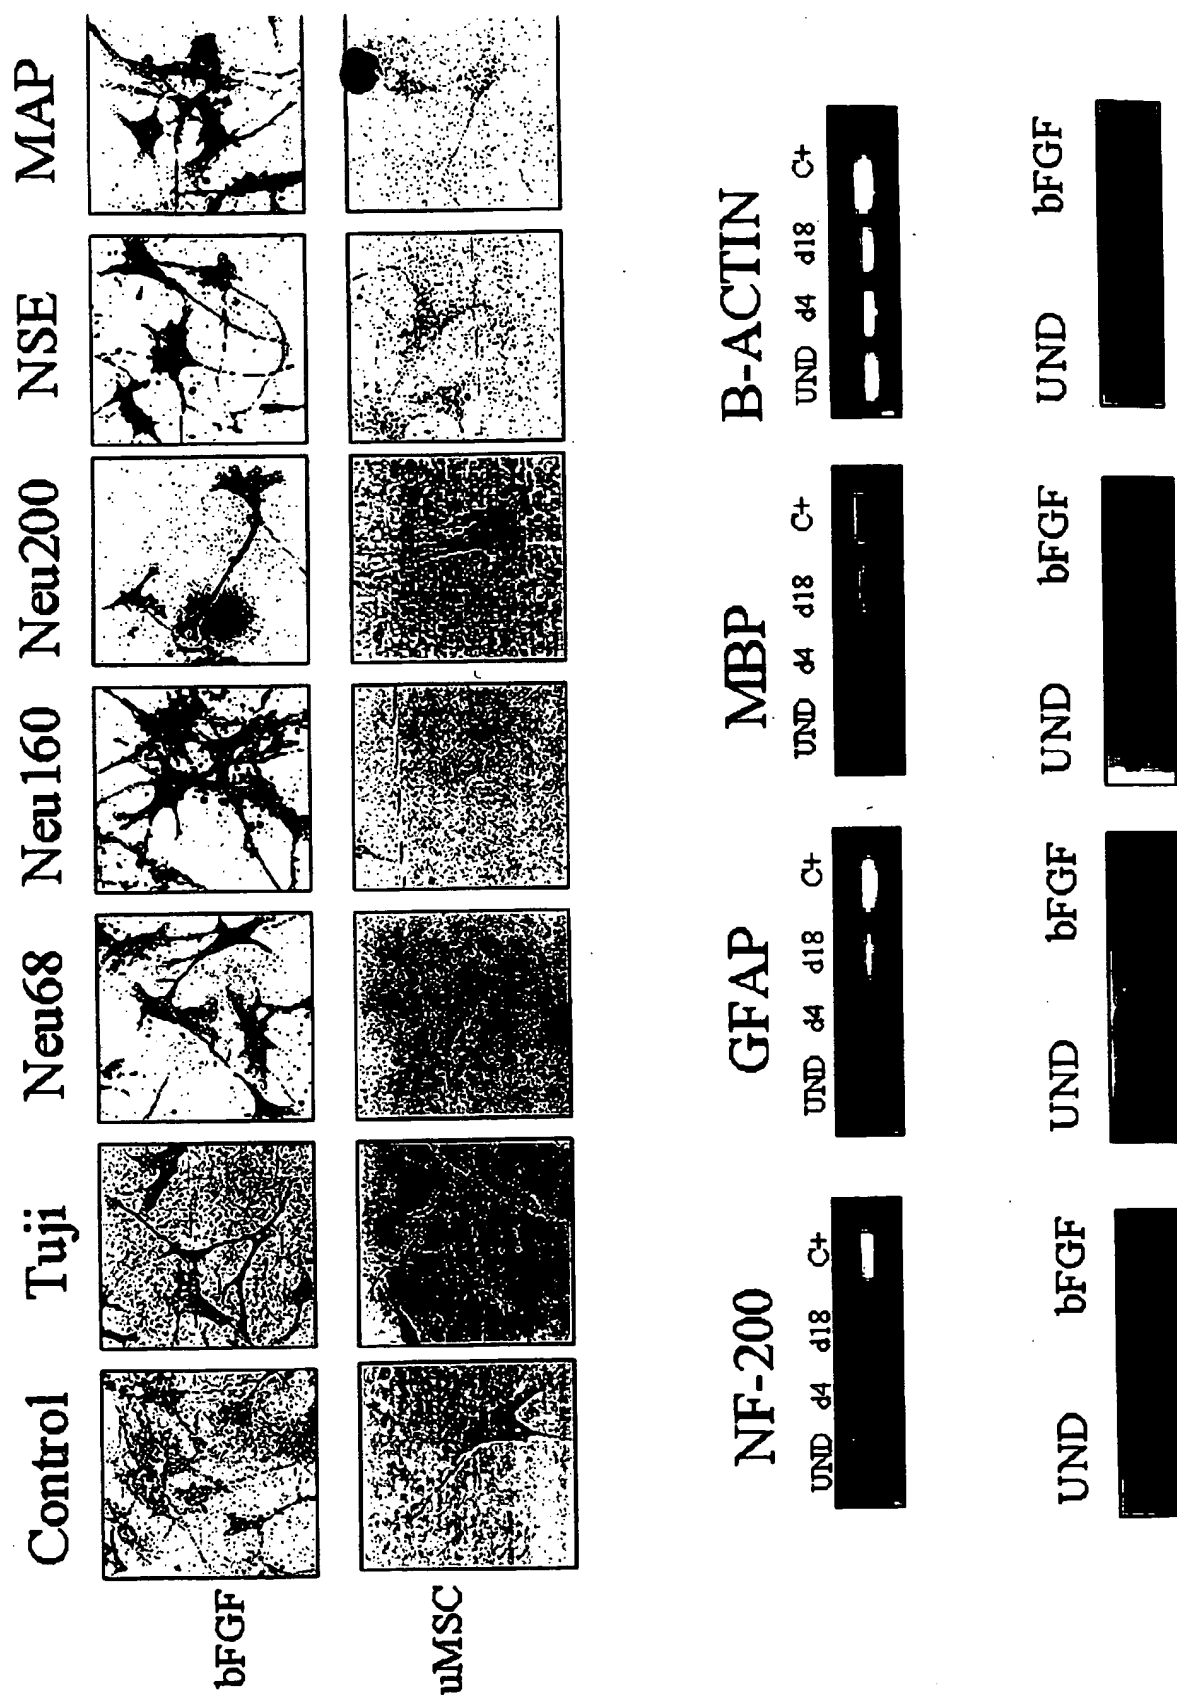 Control Tuji Neu68 Neu160 Neu200 NSE MAP
bFGF
uMSC
NF-200 GFAP MBP B-ACTIN
UND d4 d18 C+ UND d4 d18 C+ UND d4 d18 C+ UND d4 d18 C+
UND bFGF UND bFGF UND bFGF UND bFGF